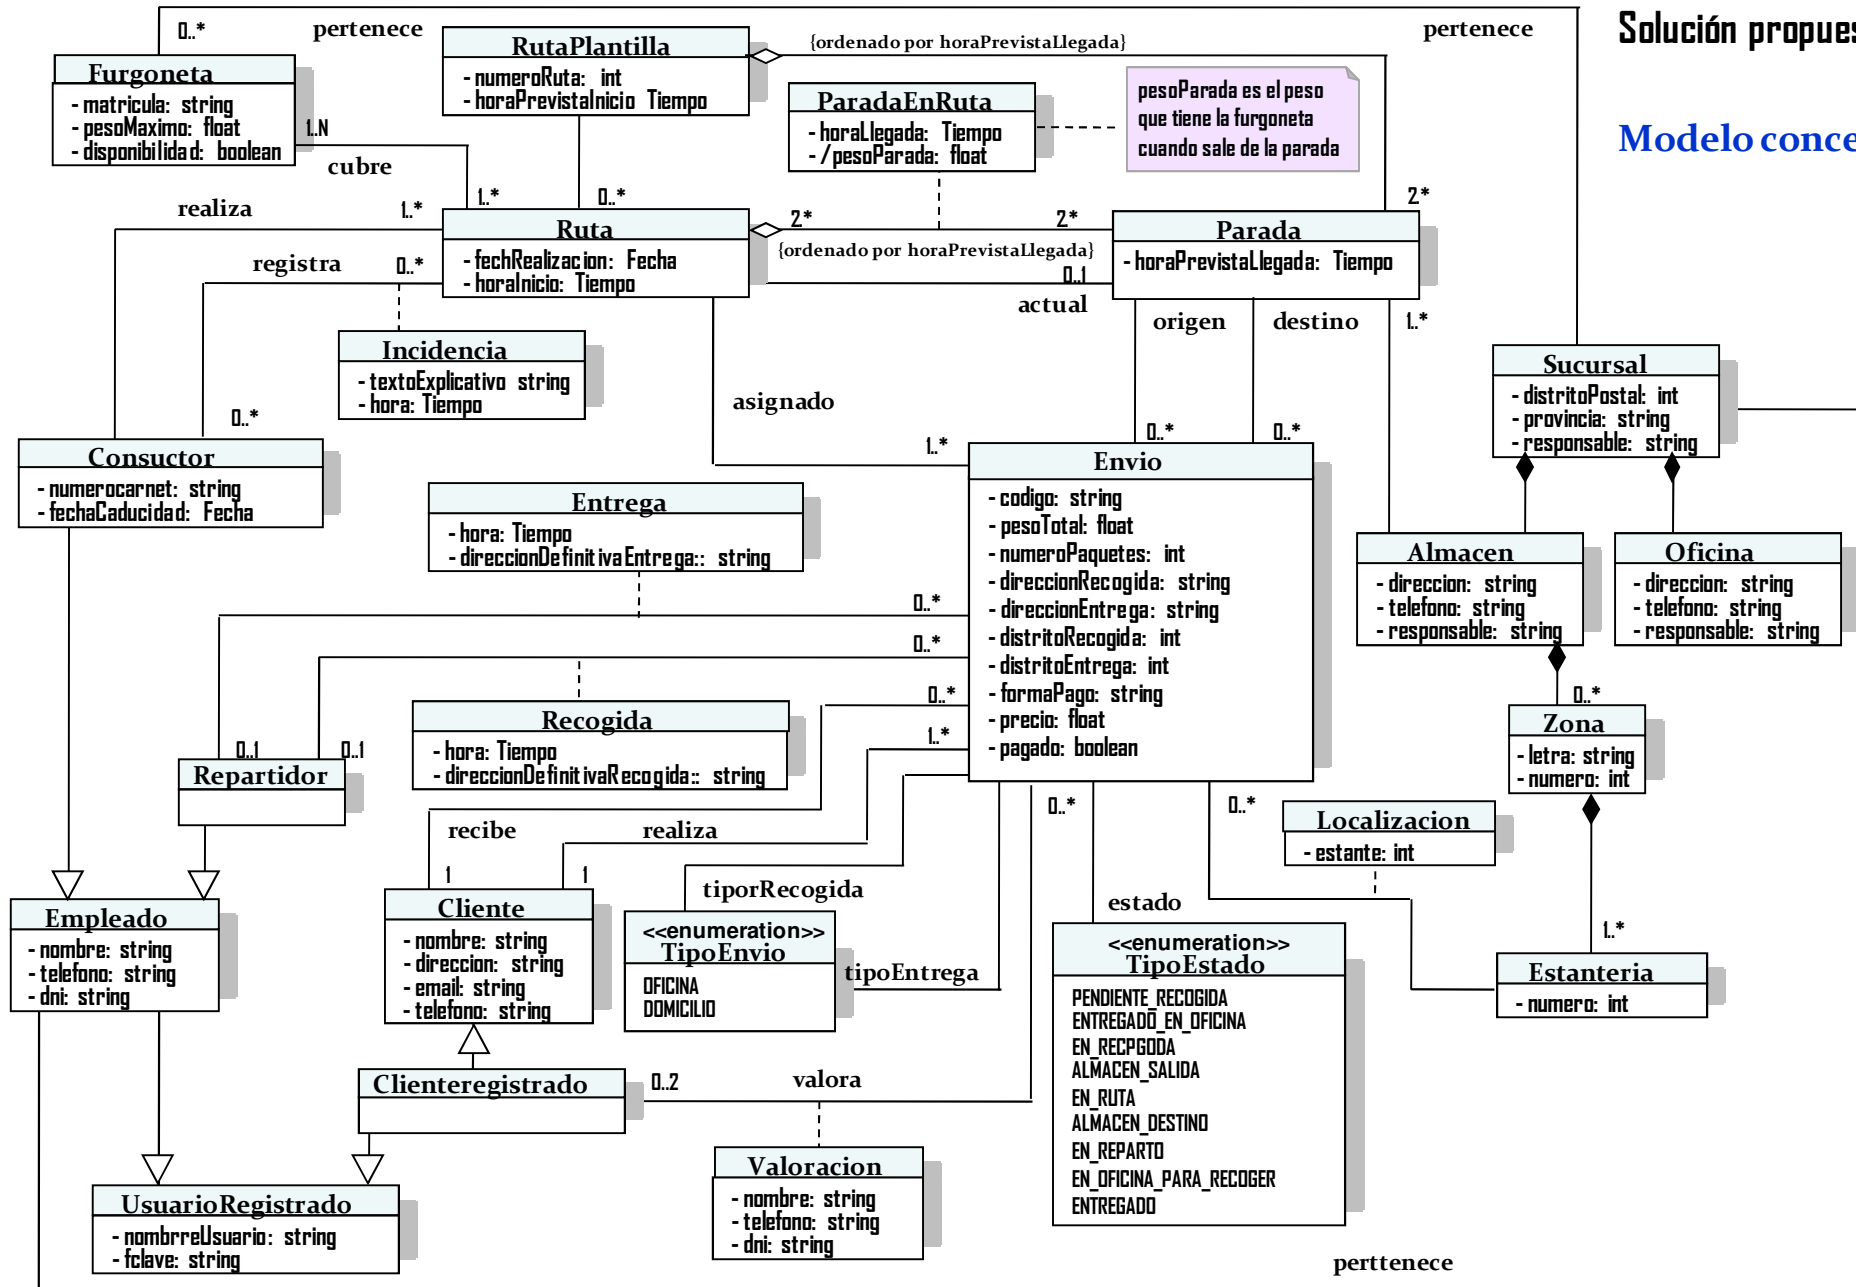 Solución propues
Modelo conce
0..*
pertenece
pertenece
Furgoneta
- matricula: string
- pesoMaximo: float
- disponibilidad: boolean
1..N
cubre
RutaPlantilla
- numeroRuta: int
- horaPrevistaInicio Tiempo
{ordenado por horaPrevistaLlegada}
ParadaEnRuta
- horaLlegada: Tiempo
- /pesoParada: float
pesoParada es el peso
que tiene la furgoneta
cuando sale de la parada
realiza
1..*
1..*
0..*
Ruta
- fechRealizacion: Fecha
- horaInicio: Tiempo
2.*
2.*
2.*
{ordenado por horaPrevistaLlegada}
Parada
- horaPrevistaLlegada: Tiempo
registra
0..*
0..1
actual
origen
destino
1..*
Incidencia
- textoExplicativo string
- hora: Tiempo
asignado
Sucursal
- distritoPostal: int
- provincia: string
- responsable: string
0..*
1..*
0..*
0..*
Consuctor
- numerocarnet: string
- fechaCaducidad: Fecha
Entrega
- hora: Tiempo
- direccionDefinitivaEntrega:: string
Envio
- codigo: string
- pesoTotal: float
- numeroPaquetes: int
- direccionRecogida: string
- direccionEntrega: string
- distritoRecogida: int
- distritoEntrega: int
- formaPago: string
- precio: float
- pagado: boolean
Almacen
- direccion: string
- telefono: string
- responsable: string
Oficina
- direccion: string
- telefono: string
- responsable: string
0..*
0..*
0..*
1..*
0..*
Zona
- letra: string
- numero: int
Recogida
- hora: Tiempo
- direccionDefinitivaRecogida:: string
0..1
0..1
Repartidor
recibe
realiza
1
1
0..*
0..*
Localizacion
- estante: int
tiporRecogida
estado
Empleado
- nombre: string
- telefono: string
- dni: string
Cliente
- nombre: string
- direccion: string
- email: string
- telefono: string
<<enumeration>>
TipoEnvio
OFICINA
DOMICILIO
tipoEntrega
<<enumeration>>
TipoEstado
PENDIENTE_RECOGIDA
ENTREGADO_EN_OFICINA
EN_RECPGODA
ALMACEN_SALIDA
EN_RUTA
ALMACEN_DESTINO
EN_REPARTO
EN_OFICINA_PARA_RECOGER
ENTREGADO
1..*
Estanteria
- numero: int
Clienteregistrado
0..2
valora
Valoracion
- nombre: string
- telefono: string
- dni: string
UsuarioRegistrado
- nombrreUsuario: string
- fclave: string
perttenece